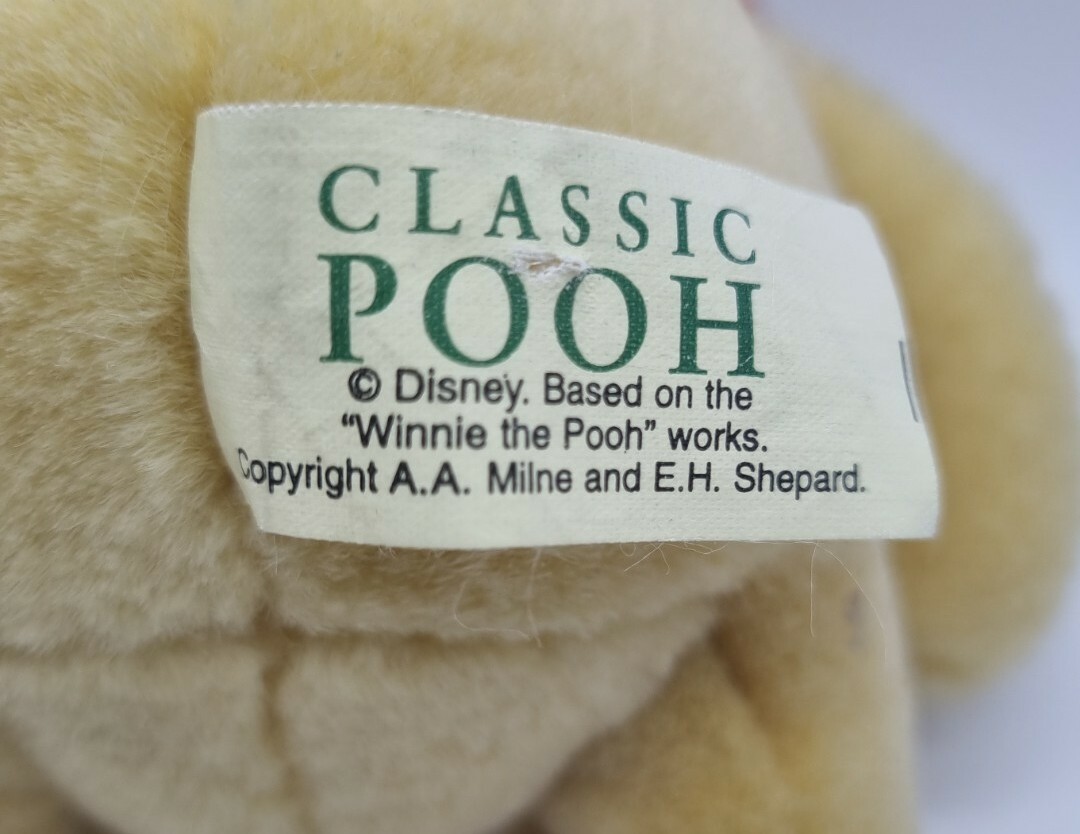 CLASSIC
POOH
© Disney. Based on the
“Winnie the Pooh” works.
Copyright A.A. Milne and E.H. Shepard.